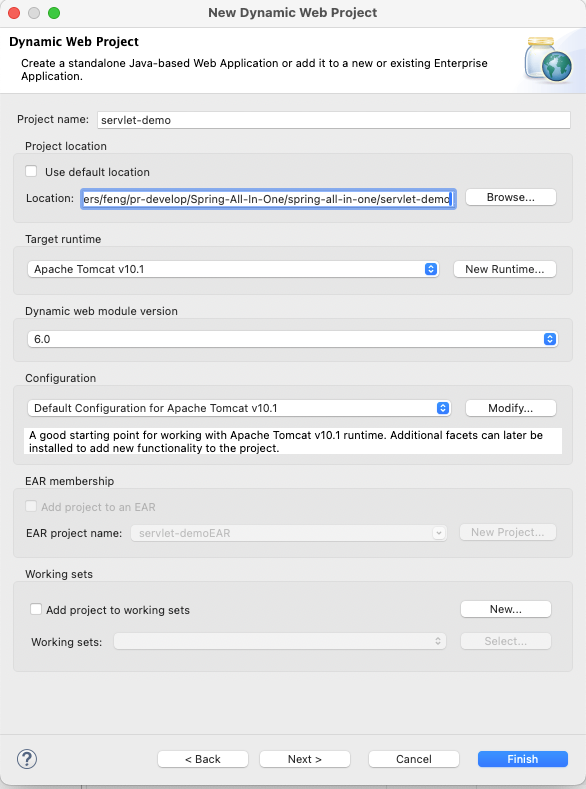 New Dynamic Web Project
Dynamic Web Project
Create a standalone Java-based Web Application or add it to a new or existing Enterprise
Application.
Project name: servlet-demo
Project location
Use default location
Location: ers/feng/pr-develop/Spring-All-In-One/spring-all-in-one/servlet-demo Browse...
Target runtime
Apache Tomcat v10.1 New Runtime...
Dynamic web module version
6.0
Configuration
Default Configuration for Apache Tomcat v10.1 Modify...
A good starting point for working with Apache Tomcat v10.1 runtime. Additional facets can later be
installed to add new functionality to the project.
EAR membership
Add project to an EAR
EAR project name: servlet-demoEAR New Project...
Working sets
Add project to working sets New...
Working sets: Select...
? < Back Next > Cancel Finish